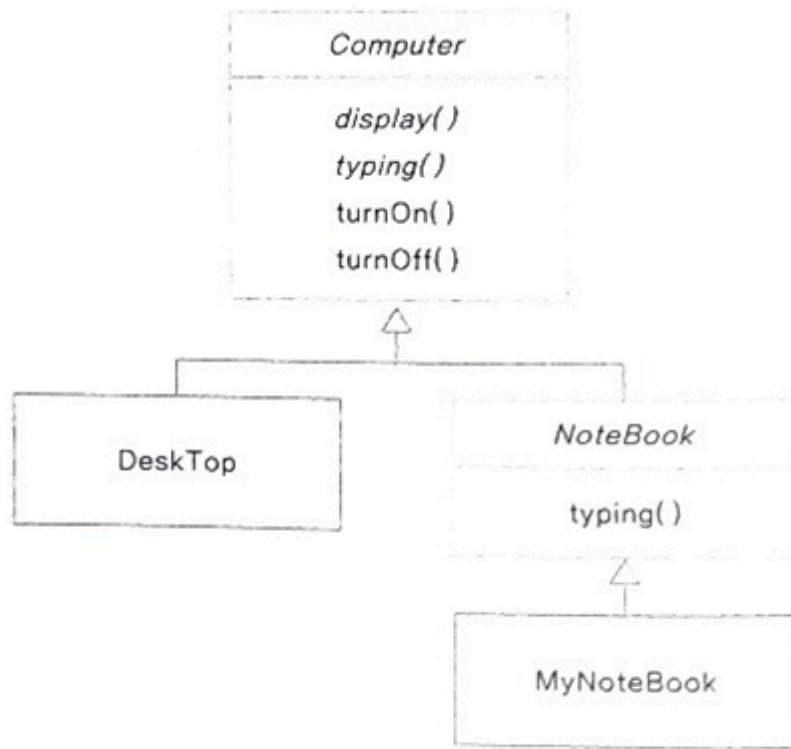 Computer
display()
typing()
turnOn()
turnOff()
DeskTop
NoteBook
typing()
MyNoteBook